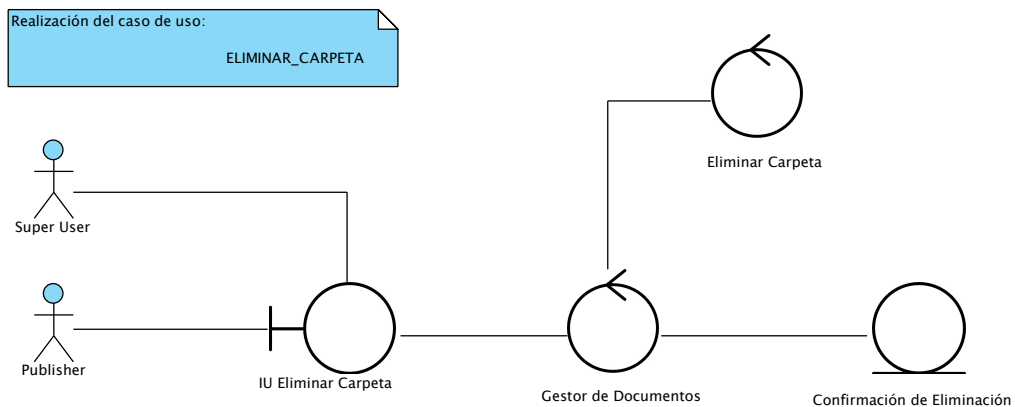 Realización del caso de uso:
ELIMINAR_CARPETA
Eliminar Carpeta
Super User
Publisher
IU Eliminar Carpeta
Gestor de Documentos
Confirmación de Eliminación